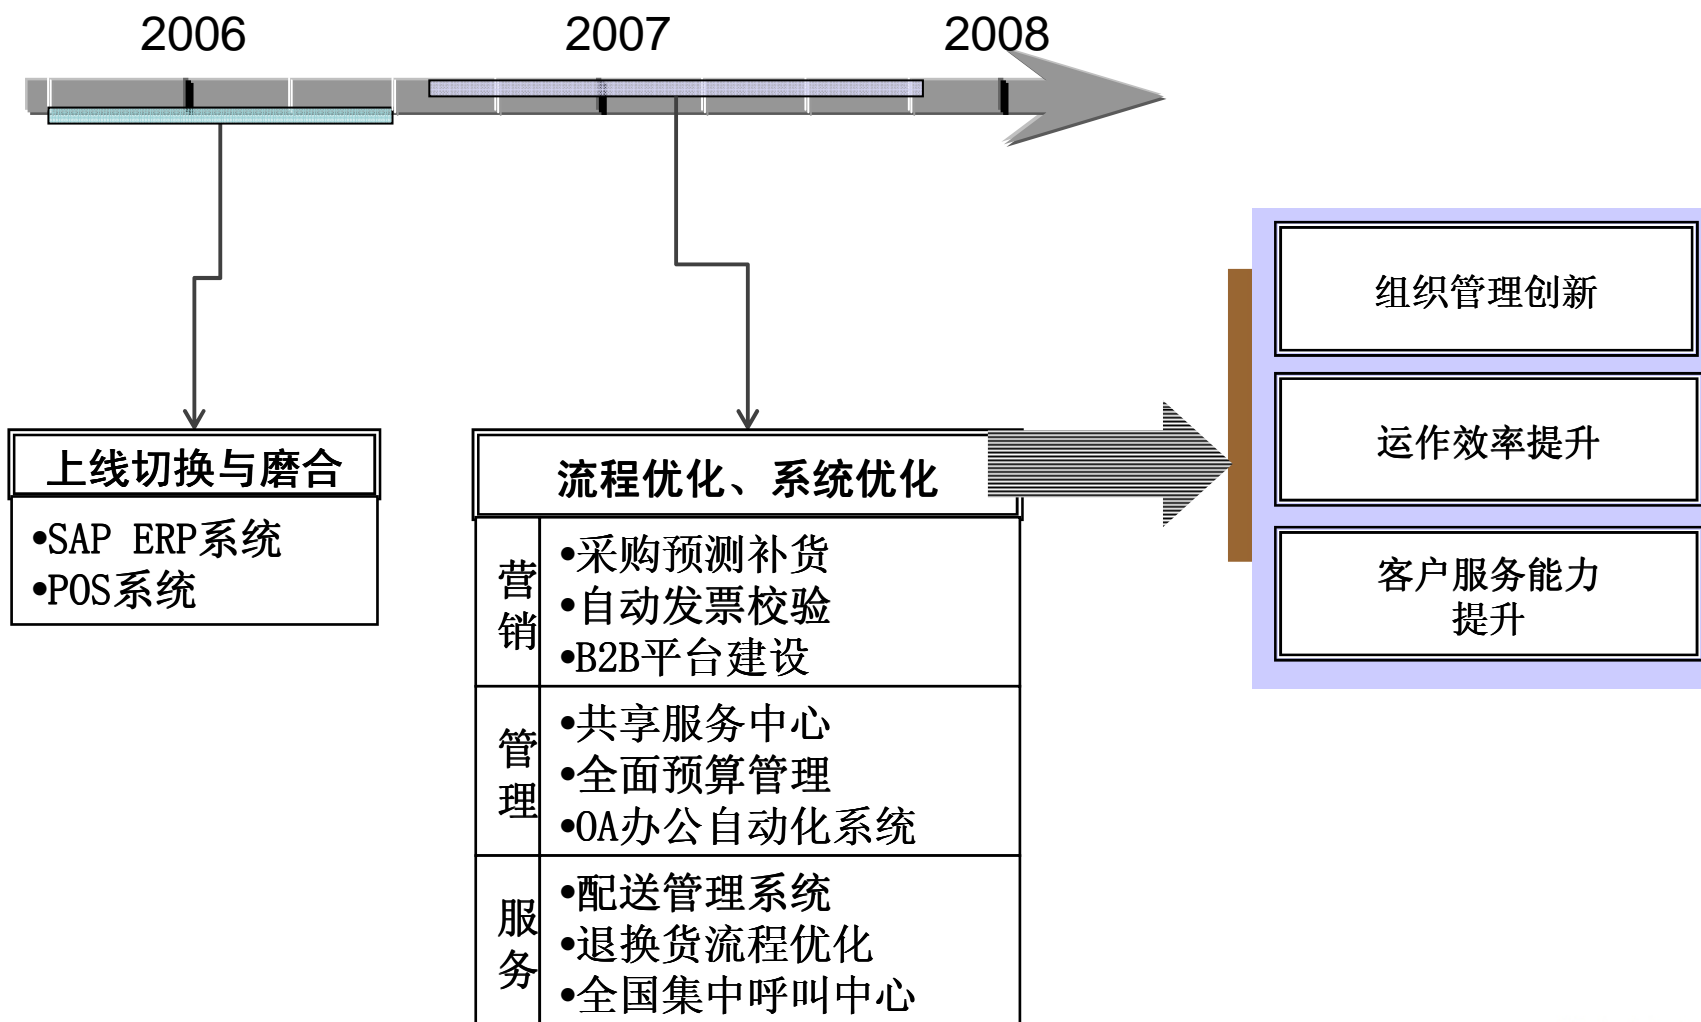 2006
2007
2008
上线切换与磨合
•SAP ERP系统
•POS系统
流程优化、系统优化
营销
•采购预测补货
•自动发票校验
•B2B平台建设
管理
•共享服务中心
•全面预算管理
•OA办公自动化系统
服务
•配送管理系统
•退换货流程优化
•全国集中呼叫中心
组织管理创新
运作效率提升
客户服务能力
提升